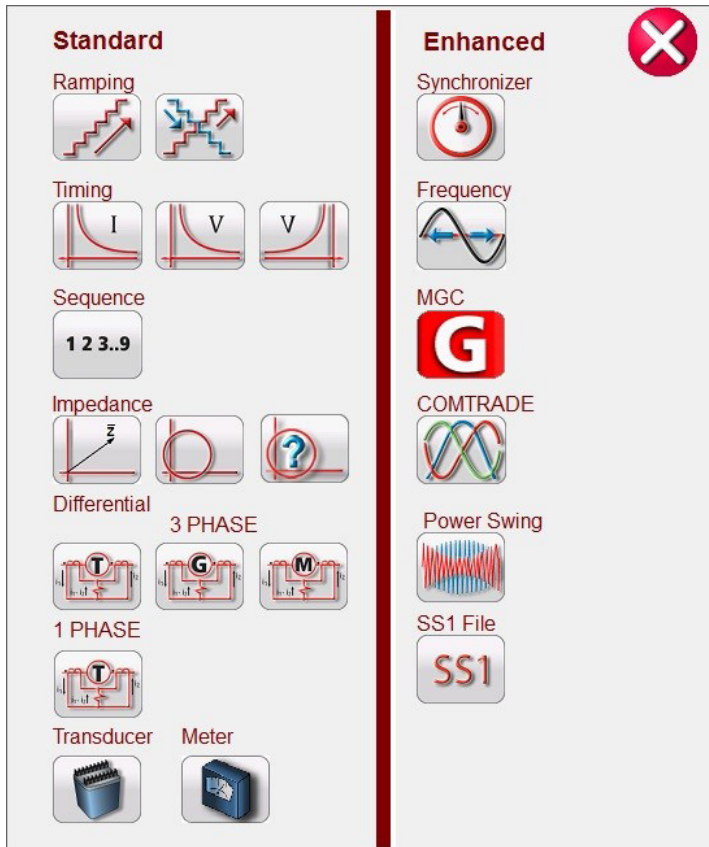 Standard
Ramping
Timing
I V V
Sequence
1 2 3..9
Impedance
z̄
?
Differential
3 PHASE
T G M
1 PHASE
T
Transducer Meter
Enhanced
Synchronizer
Frequency
MGC
G
COMTRADE
Power Swing
SS1 File
SS1